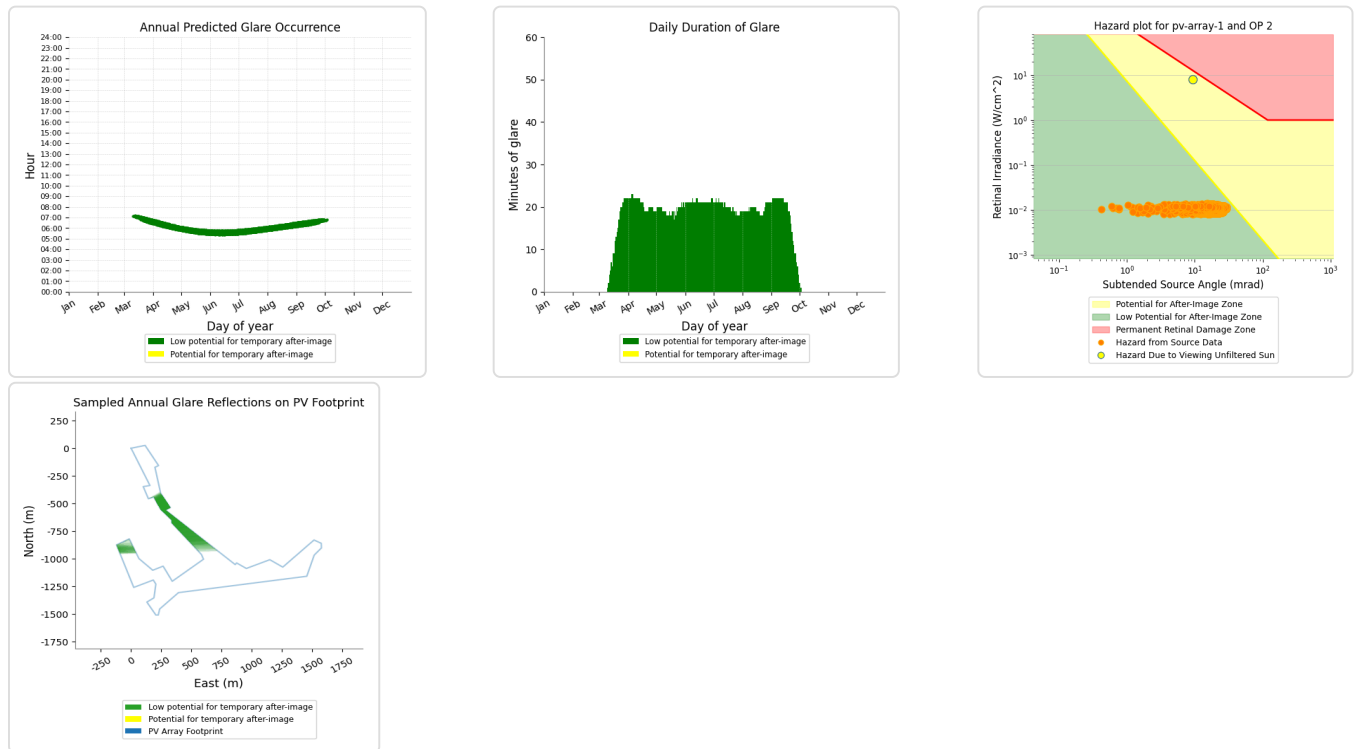 Annual Predicted Glare Occurrence
24:00
23:00
22:00
21:00
20:00
19:00
18:00
17:00
16:00
15:00
14:00
13:00
12:00
11:00
10:00
09:00
08:00
07:00
06:00
05:00
04:00
03:00
02:00
01:00
00:00
Hour
Jan Feb Mar Apr May Jun Jul Aug Sep Oct Nov Dec
Day of year
Low potential for temporary after-image
Potential for temporary after-image
Daily Duration of Glare
60
50
40
30
20
10
0
Minutes of glare
Jan Feb Mar Apr May Jun Jul Aug Sep Oct Nov Dec
Day of year
Low potential for temporary after-image
Potential for temporary after-image
Hazard plot for pv-array-1 and OP 2
10¹
10⁰
10⁻¹
10⁻²
10⁻³
Retinal Irradiance (W/cm^2)
10⁻¹ 10⁰ 10¹ 10² 10³
Subtended Source Angle (mrad)
Potential for After-Image Zone
Low Potential for After-Image Zone
Permanent Retinal Damage Zone
Hazard from Source Data
Hazard Due to Viewing Unfiltered Sun
Sampled Annual Glare Reflections on PV Footprint
250
0
-250
-500
-750
-1000
-1250
-1500
-1750
North (m)
-250 0 250 500 750 1000 1250 1500 1750
East (m)
Low potential for temporary after-image
Potential for temporary after-image
PV Array Footprint